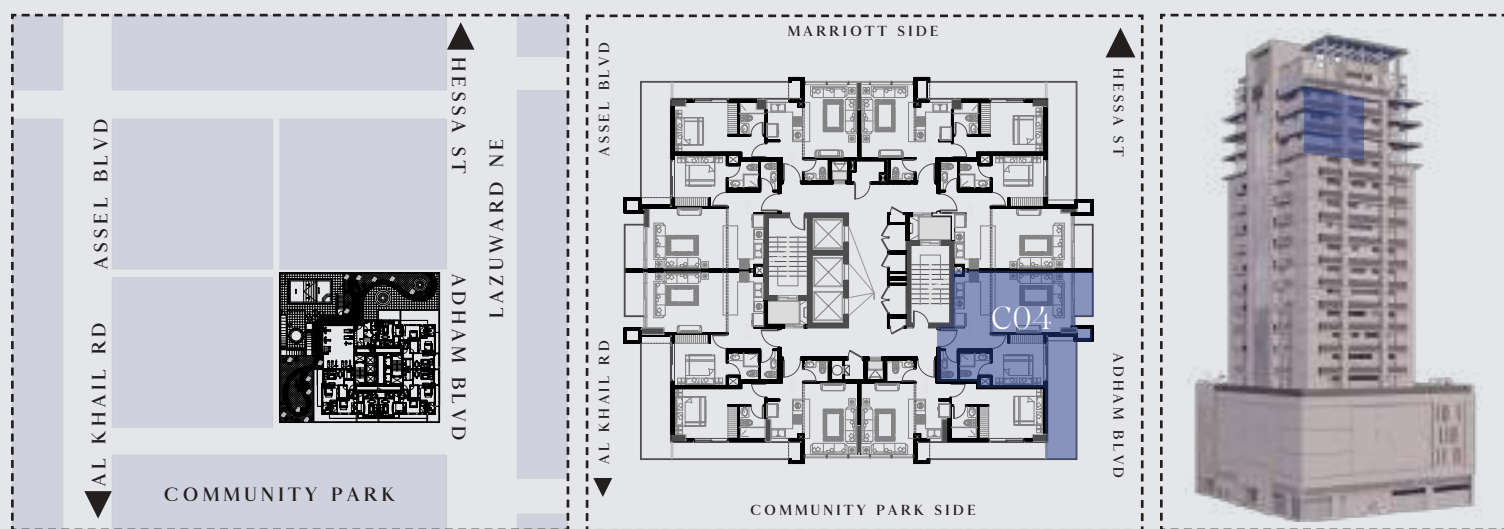 HESSA ST
LAZUWARD NE
ASSEL BLVD
ADHAM BLVD
AL KHAIL RD
COMMUNITY PARK
MARRIOTT SIDE
ASSEL BLVD
HESSA ST
C04
AL KHAIL RD
ADHAM BLVD
COMMUNITY PARK SIDE